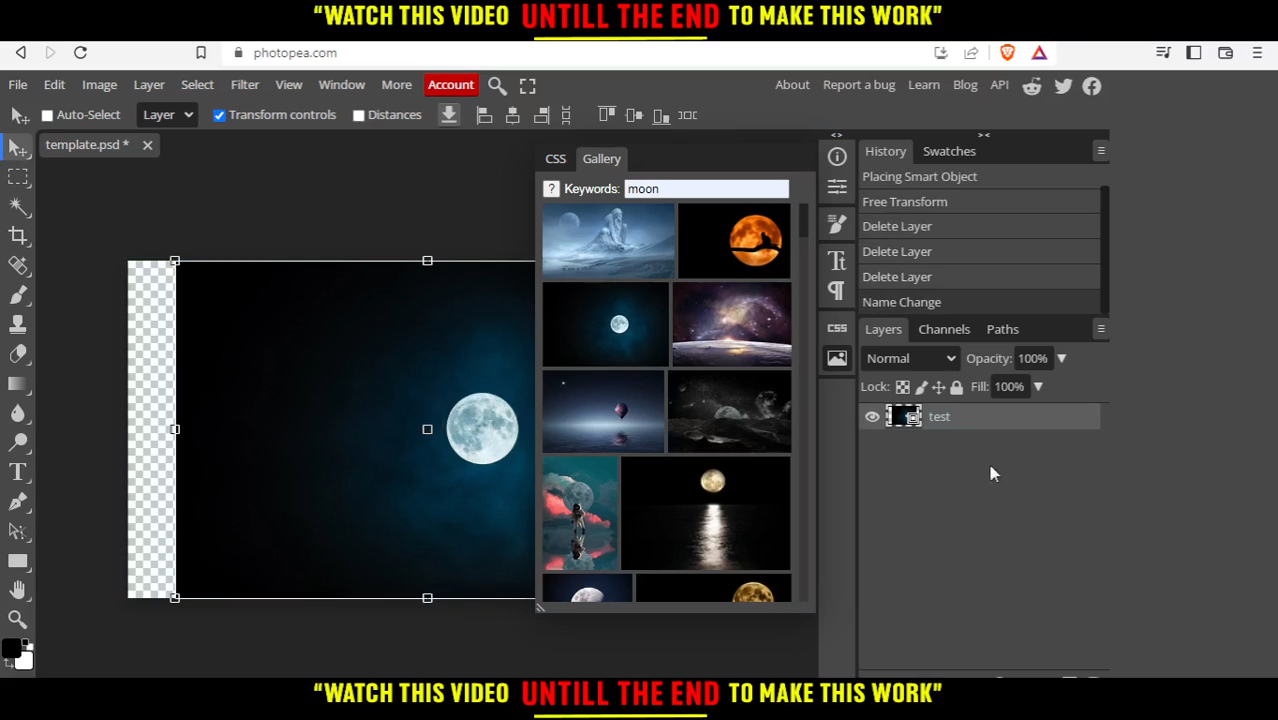 “WATCH THIS VIDEO UNTILL THE END TO MAKE THIS WORK”
photopea.com
File Edit Image Layer Select Filter View Window More Account About Report a bug Learn Blog API
Auto-Select Layer Transform controls Distances
template.psd *
CSS Gallery
? Keywords: moon
History Swatches
Placing Smart Object
Free Transform
Delete Layer
Delete Layer
Delete Layer
Name Change
CSS
Layers Channels Paths
Normal Opacity: 100%
Lock: Fill: 100%
test
“WATCH THIS VIDEO UNTILL THE END TO MAKE THIS WORK”